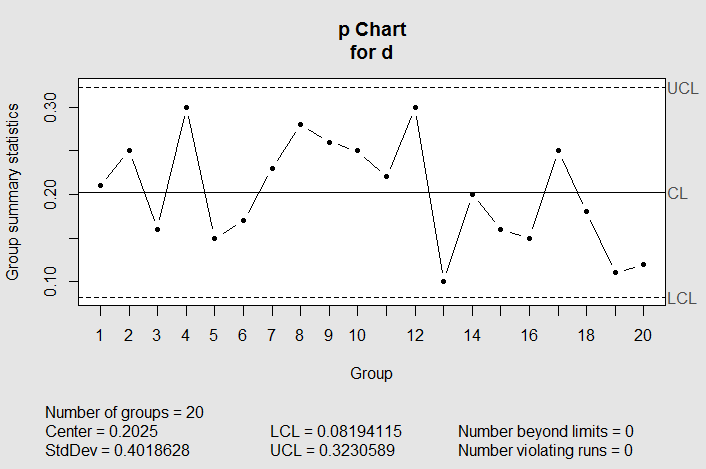 p Chart
for d
UCL
0.30
0.20
CL
0.10
LCL
Group summary statistics
1 2 3 4 5 6 7 8 9 10 12 14 16 18 20
Group
Number of groups = 20
Center = 0.2025 LCL = 0.08194115 Number beyond limits = 0
StdDev = 0.4018628 UCL = 0.3230589 Number violating runs = 0